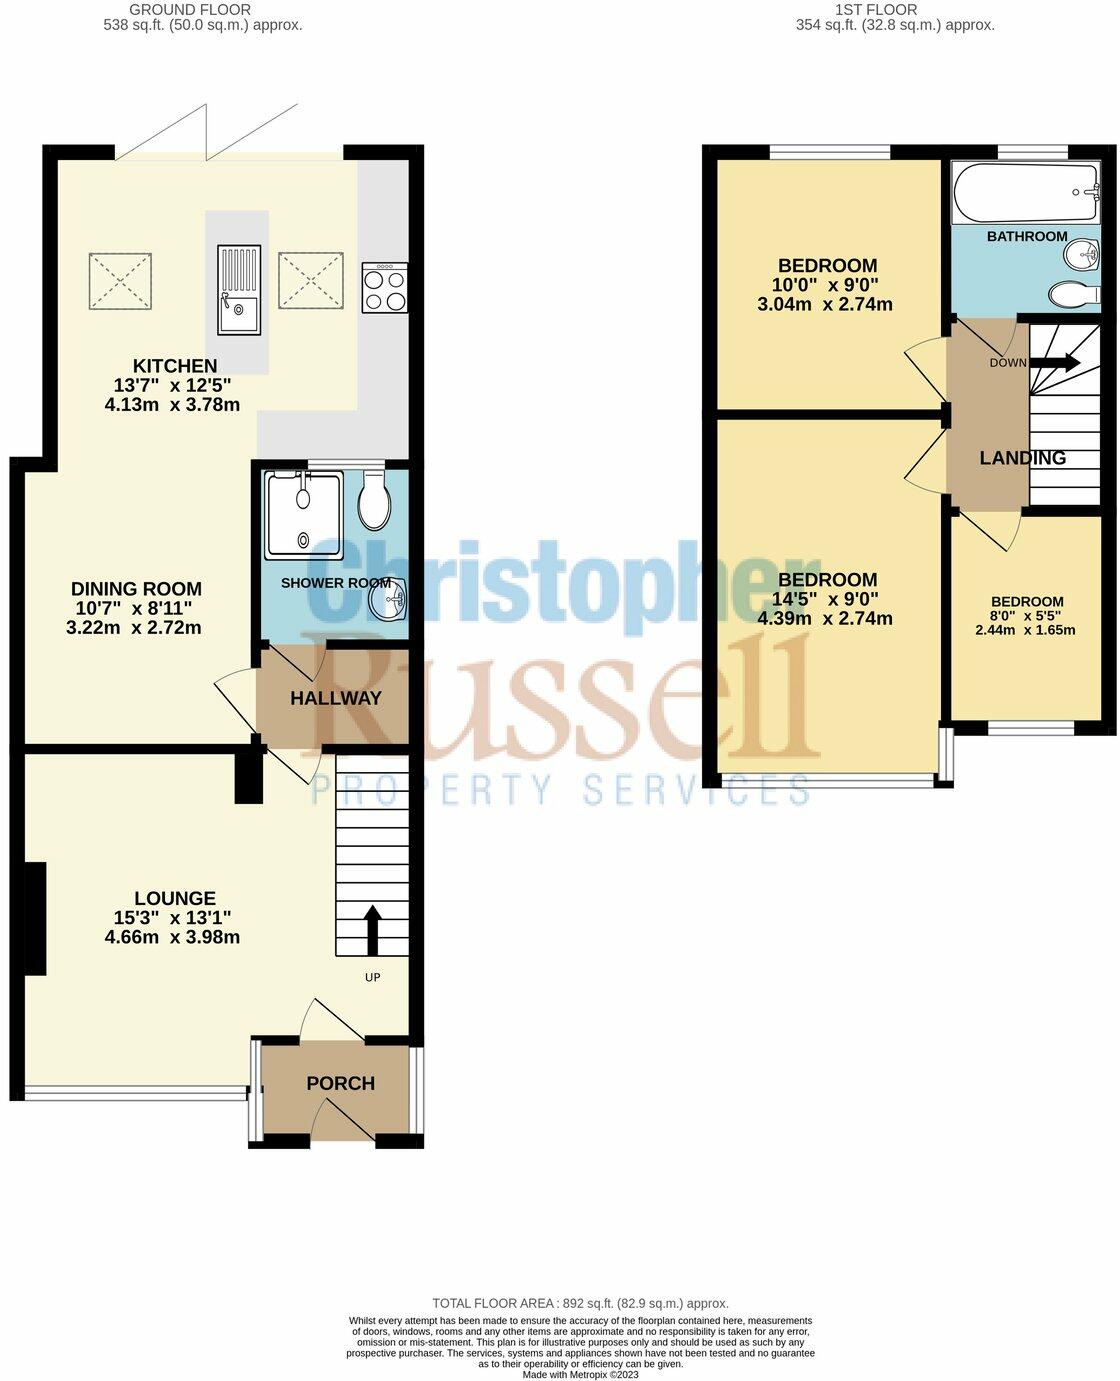 GROUND FLOOR
538 sq.ft. (50.0 sq.m.) approx.
1ST FLOOR
354 sq.ft. (32.8 sq.m.) approx.
KITCHEN
13'7" x 12'5"
4.13m x 3.78m
DINING ROOM
10'7" x 8'11"
3.22m x 2.72m
SHOWER ROOM
HALLWAY
LOUNGE
15'3" x 13'1"
4.66m x 3.98m
UP
PORCH
BEDROOM
10'0" x 9'0"
3.04m x 2.74m
BATHROOM
DOWN
LANDING
BEDROOM
14'5" x 9'0"
4.39m x 2.74m
BEDROOM
8'0" x 5'5"
2.44m x 1.65m
Christopher
Russell
PROPERTY SERVICES
TOTAL FLOOR AREA : 892 sq.ft. (82.9 sq.m.) approx.
Whilst every attempt has been made to ensure the accuracy of the floorplan contained here, measurements
of doors, windows, rooms and any other items are approximate and no responsibility is taken for any error,
omission or mis-statement. This plan is for illustrative purposes only and should be used as such by any
prospective purchaser. The services, systems and appliances shown have not been tested and no guarantee
as to their operability or efficiency can be given.
Made with Metropix ©2023